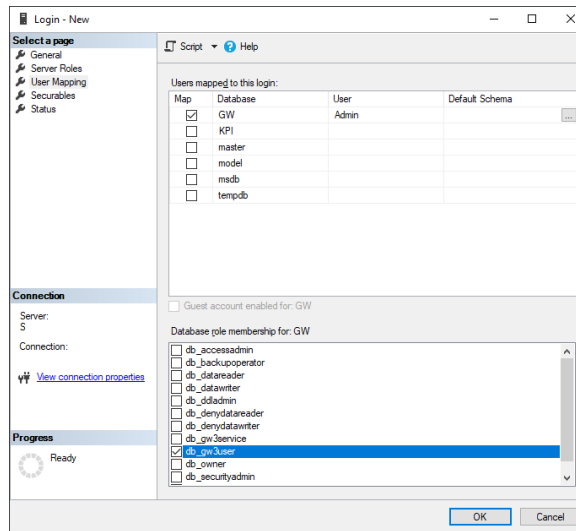 Login - New
Select a page
General
Server Roles
User Mapping
Securables
Status
Script Help
Users mapped to this login:
Map Database User Default Schema
GW Admin ...
KPI
master
model
msdb
tempdb
Guest account enabled for: GW
Database role membership for: GW
db_accessadmin
db_backupoperator
db_datareader
db_datawriter
db_ddladmin
db_denydatareader
db_denydatawriter
db_gw3service
db_gw3user
db_owner
db_securityadmin
Connection
Server:
S
Connection:
View connection properties
Progress
Ready
OK Cancel